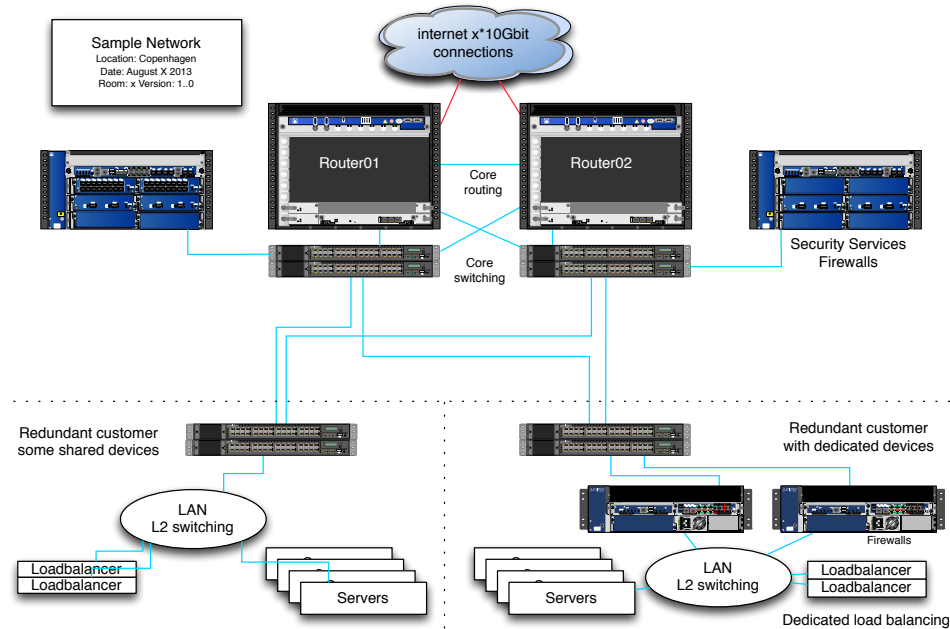 Sample Network
Location: Copenhagen
Date: August X 2013
Room: x Version: 1..0
internet x*10Gbit
connections
Router01
Router02
Core
routing
Security Services
Firewalls
Core
switching
Redundant customer
some shared devices
Redundant customer
with dedicated devices
LAN
L2 switching
Firewalls
Loadbalancer
Loadbalancer
Servers
Servers
LAN
L2 switching
Loadbalancer
Loadbalancer
Dedicated load balancing